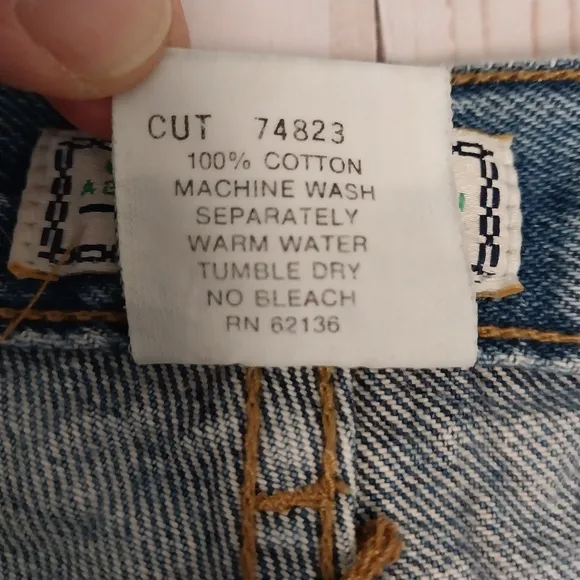 CUT 74823
100% COTTON
MACHINE WASH
SEPARATELY
WARM WATER
TUMBLE DRY
NO BLEACH
RN 62136